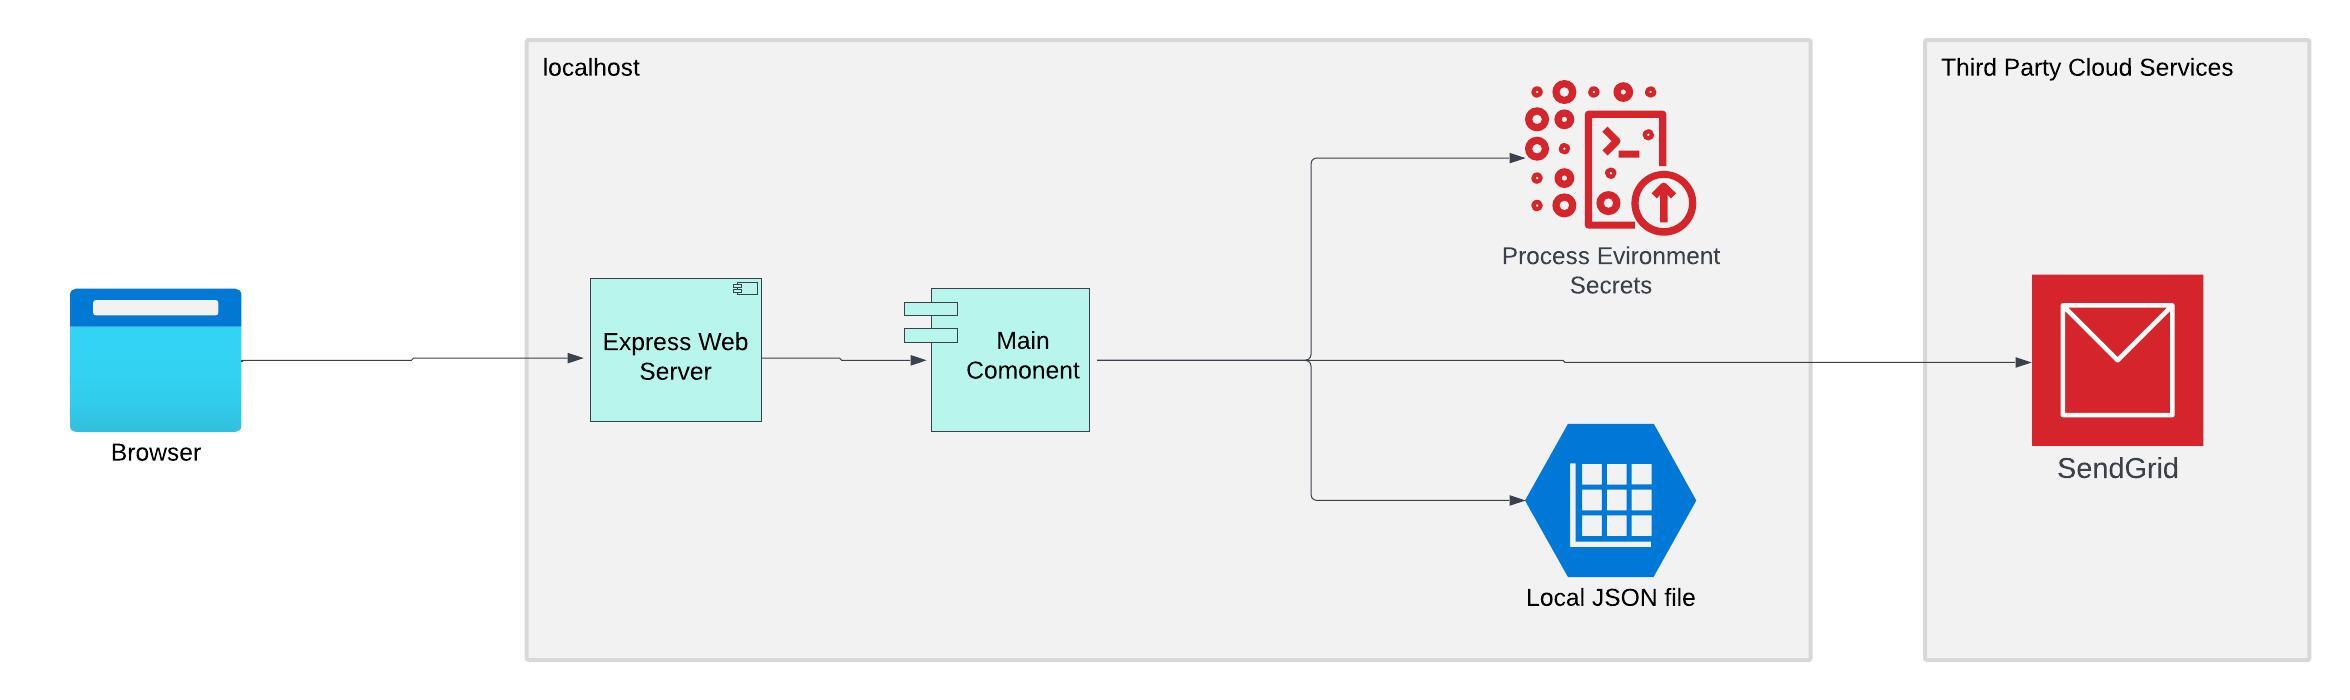 localhost
Third Party Cloud Services
Process Evironment
Secrets
Express Web
Server
Main
Comonent
Browser
SendGrid
Local JSON file